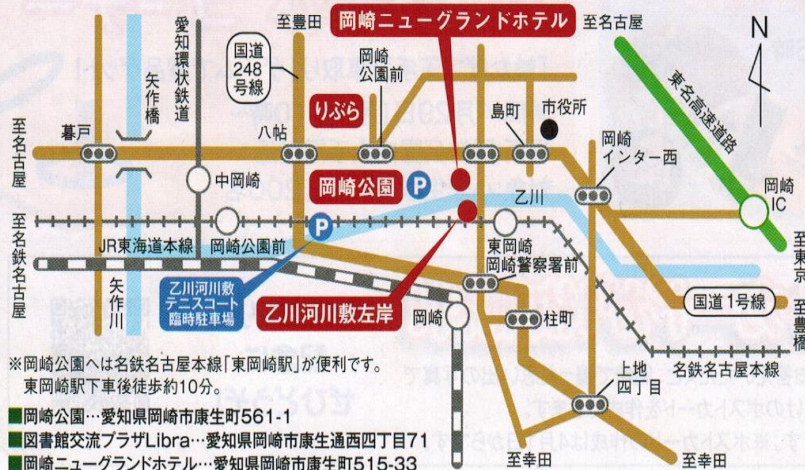 至豊田
岡崎ニューグランドホテル
至名古屋
N
愛知環状鉄道
矢作橋
国道
248
号線
岡崎
公園前
東名高速道路
りぶら
島町
市役所
至名古屋
暮戸
八帖
岡崎
インター西
中岡崎
岡崎公園
P
乙川
岡崎
IC
至名鉄名古屋
P
JR東海道本線
岡崎公園前
東岡崎
至東京
岡崎警察署前
矢作川
乙川河川敷
テニスコート
臨時駐車場
乙川河川敷左岸
岡崎
国道1号線
至豊橋
柱町
名鉄名古屋本線
上地
四丁目
至幸田
至幸田
※岡崎公園へは名鉄名古屋本線「東岡崎駅」が便利です。
東岡崎駅下車後徒歩約10分。
■岡崎公園…愛知県岡崎市康生町561-1
■図書館交流プラザLibra…愛知県岡崎市康生通西四丁目71
■岡崎ニューグランドホテル…愛知県岡崎市康生町515-33